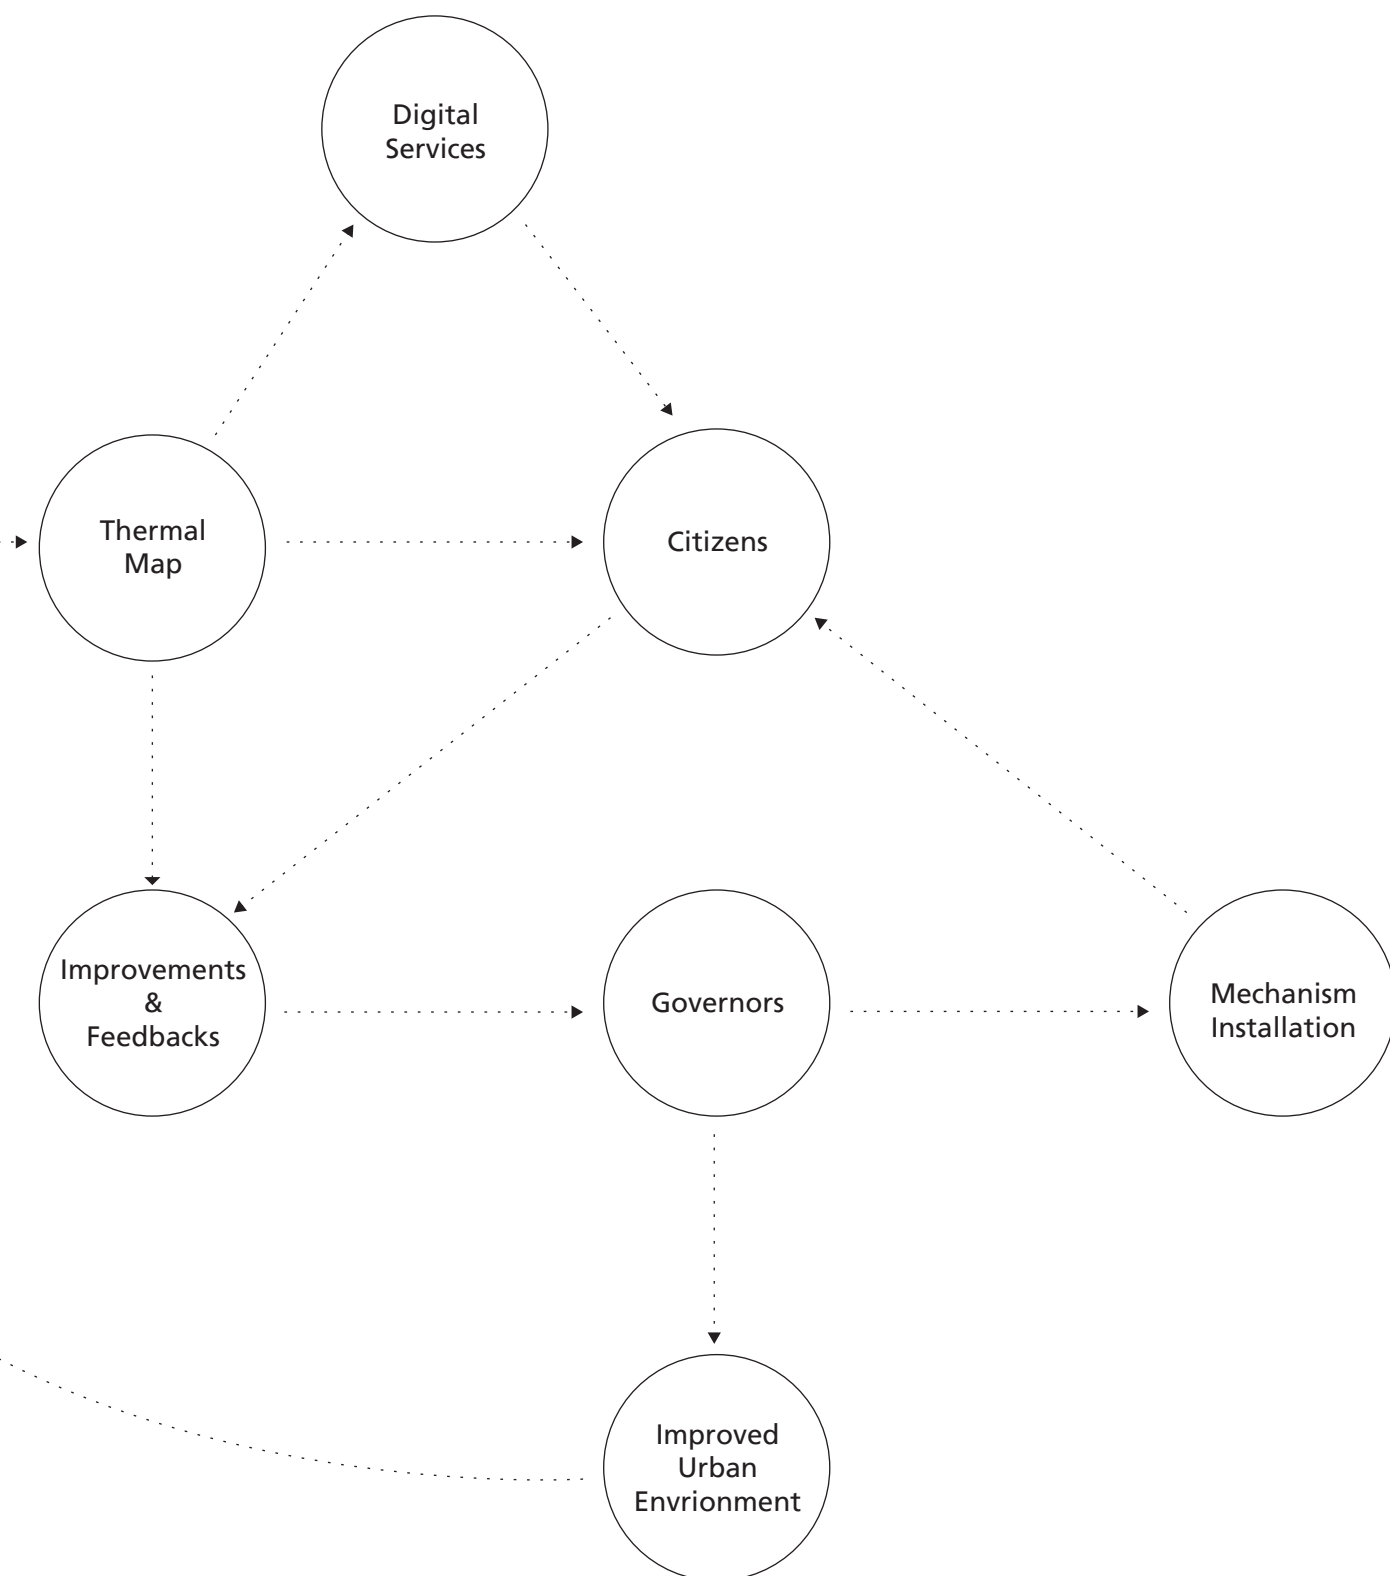 Digital
Services
Thermal
Map
Citizens
Improvements
&
Feedbacks
Governors
Mechanism
Installation
Improved
Urban
Envrionment